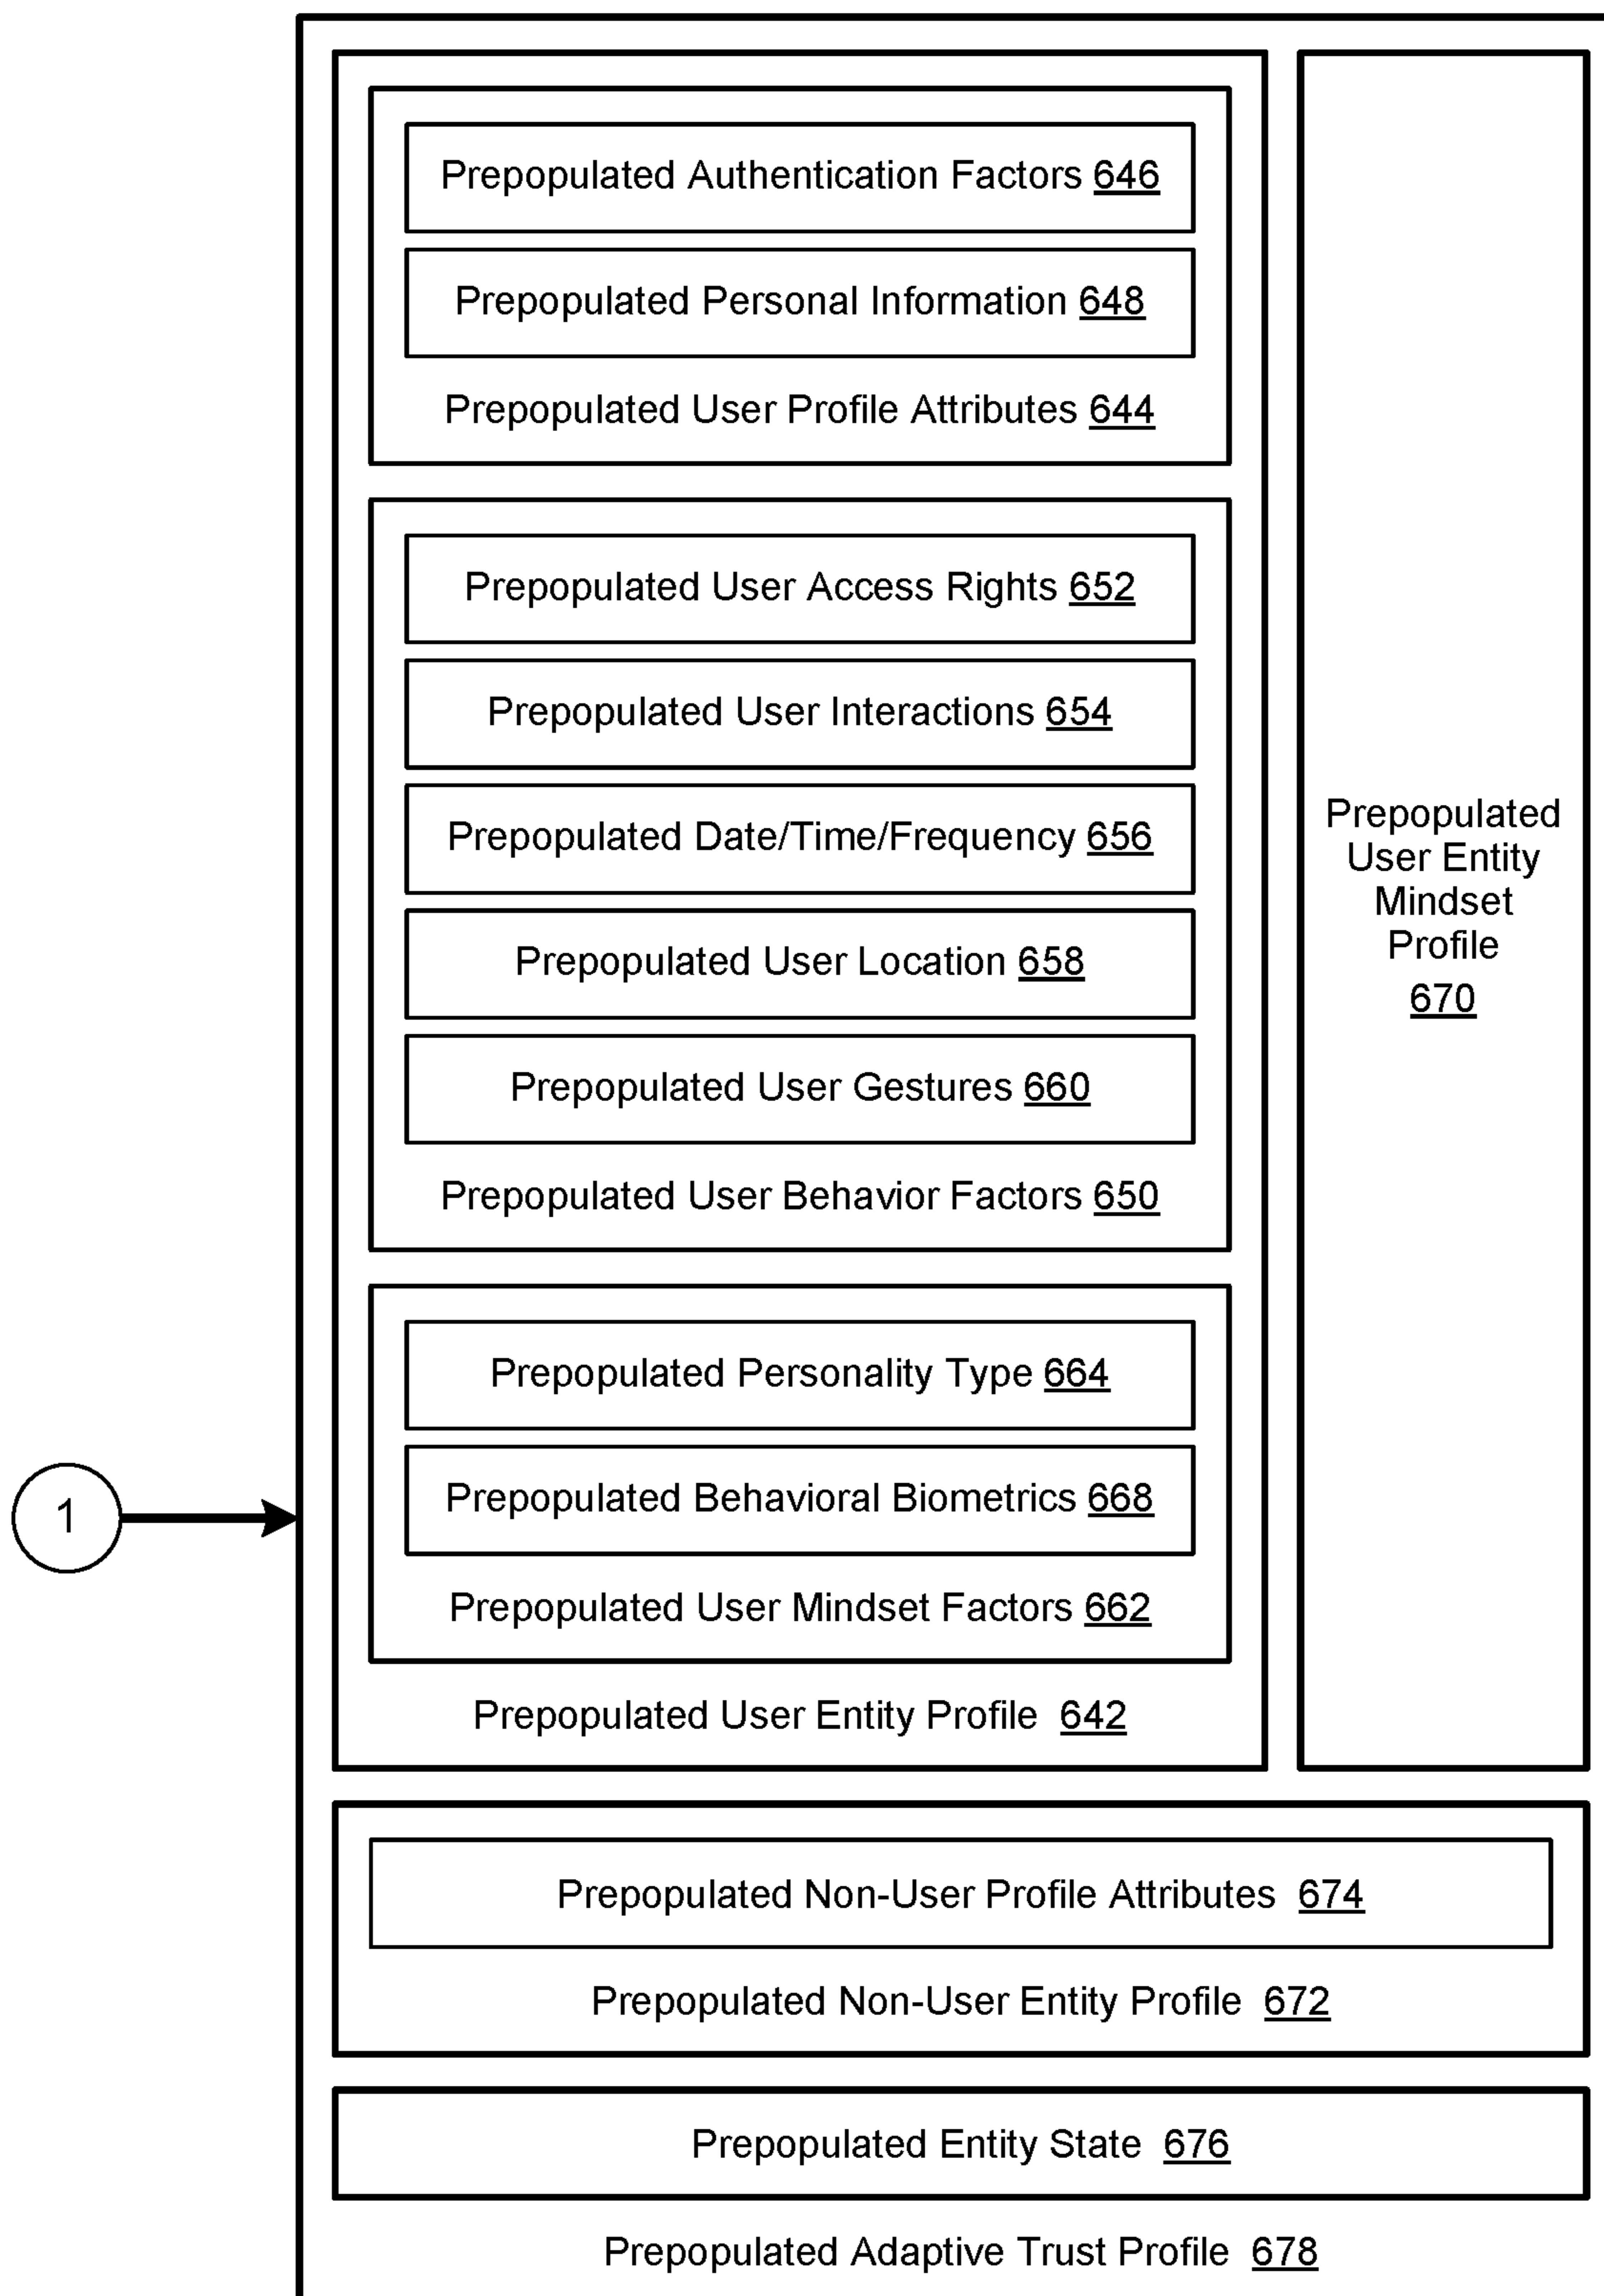 Prepopulated Authentication Factors 646
Prepopulated Personal Information 648
Prepopulated User Profile Attributes 644
Prepopulated User Access Rights 652
Prepopulated User Interactions 654
Prepopulated Date/Time/Frequency 656
Prepopulated User Location 658
Prepopulated User Gestures 660
Prepopulated User Behavior Factors 650
Prepopulated Personality Type 664
Prepopulated Behavioral Biometrics 668
Prepopulated User Mindset Factors 662
Prepopulated User Entity Profile 642
Prepopulated
User Entity
Mindset
Profile
670
1
Prepopulated Non-User Profile Attributes 674
Prepopulated Non-User Entity Profile 672
Prepopulated Entity State 676
Prepopulated Adaptive Trust Profile 678